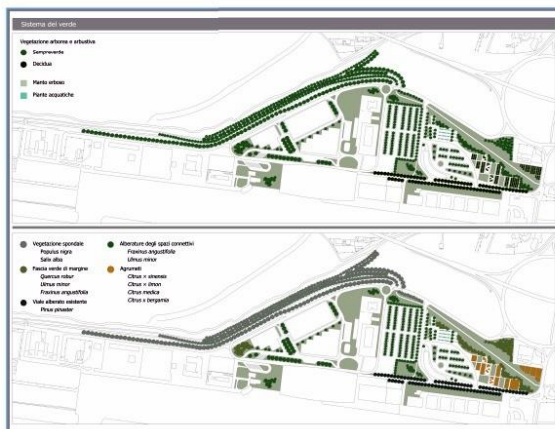 Sistema del verde
Vegetazione arborea e arbustiva
Sempreverde
Decidua
Manto erboso
Piante acquatiche
Vegetazione spondale
Populus nigra
Salix alba
Fascia verde di margine
Quercus robur
Ulmus minor
Fraxinus angustifolia
Viale alberato esistente
Pinus pinaster
Alberature degli spazi connettivi
Fraxinus angustifolia
Ulmus minor
Agrumeti
Citrus × sinensis
Citrus × limon
Citrus medica
Citrus x bergamia